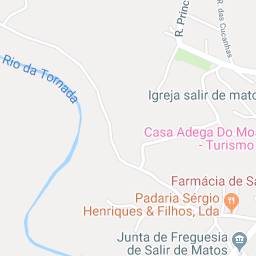 R. Princ
R. das Cucanhas
Rio da Tornada
Igreja salir de mato
Casa Adega Do Mo
- Turismo
Farmácia de Sa
Padaria Sérgio
Henriques & Filhos, Lda
Junta de Freguesia
de Salir de Matos